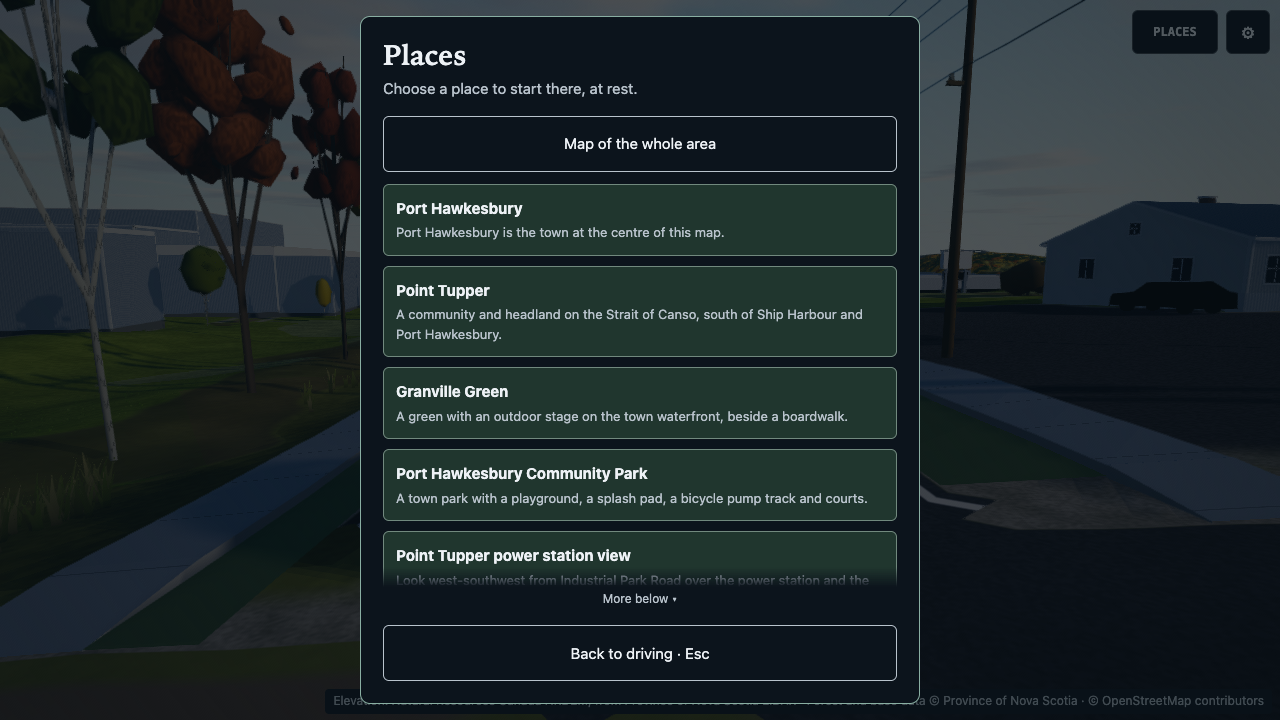 PLACES
Places
Choose a place to start there, at rest.
Map of the whole area
Port Hawkesbury
Port Hawkesbury is the town at the centre of this map.
Point Tupper
A community and headland on the Strait of Canso, south of Ship Harbour and
Port Hawkesbury.
Granville Green
A green with an outdoor stage on the town waterfront, beside a boardwalk.
Port Hawkesbury Community Park
A town park with a playground, a splash pad, a bicycle pump track and courts.
Point Tupper power station view
Look west-southwest from Industrial Park Road over the power station and the
More below ▾
Back to driving · Esc
© Province of Nova Scotia · © OpenStreetMap contributors